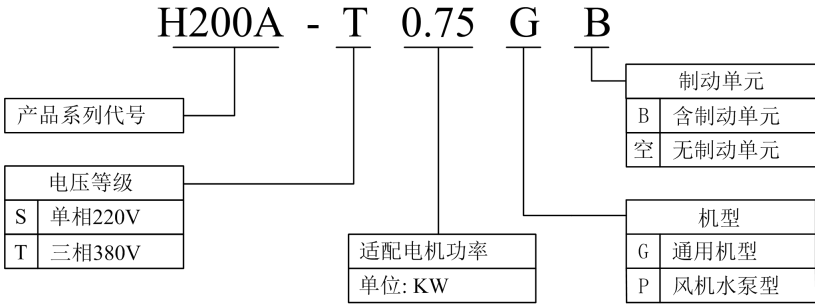 H200A - T 0.75 G B
产品系列代号
电压等级
S 单相220V
T 三相380V
适配电机功率
单位: KW
制动单元
B 含制动单元
空 无制动单元
机型
G 通用机型
P 风机水泵型